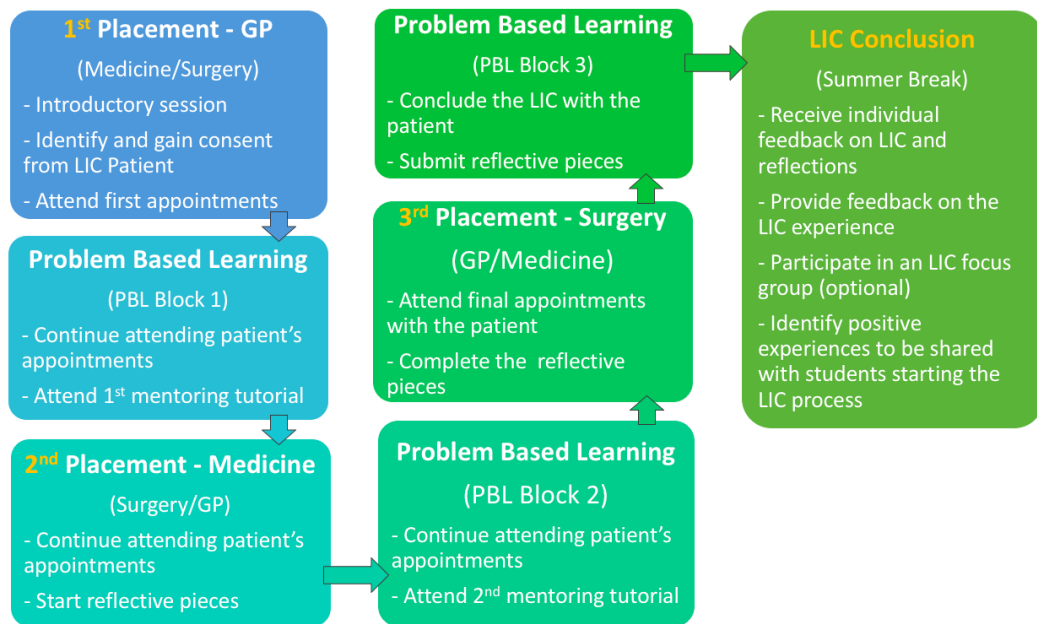 1st Placement - GP
(Medicine/Surgery)
- Introductory session
- Identify and gain consent
from LIC Patient
- Attend first appointments
Problem Based Learning
(PBL Block 1)
- Continue attending patient’s
appointments
- Attend 1st mentoring tutorial
2nd Placement - Medicine
(Surgery/GP)
- Continue attending patient’s
appointments
- Start reflective pieces
Problem Based Learning
(PBL Block 2)
- Continue attending patient’s
appointments
- Attend 2nd mentoring tutorial
3rd Placement - Surgery
(GP/Medicine)
- Attend final appointments
with the patient
- Complete the  reflective
pieces
Problem Based Learning
(PBL Block 3)
- Conclude the LIC with the
patient
- Submit reflective pieces
LIC Conclusion
(Summer Break)
- Receive individual
feedback on LIC and
reflections
- Provide feedback on the
LIC experience
- Participate in an LIC focus
group (optional)
- Identify positive
experiences to be shared
with students starting the
LIC process